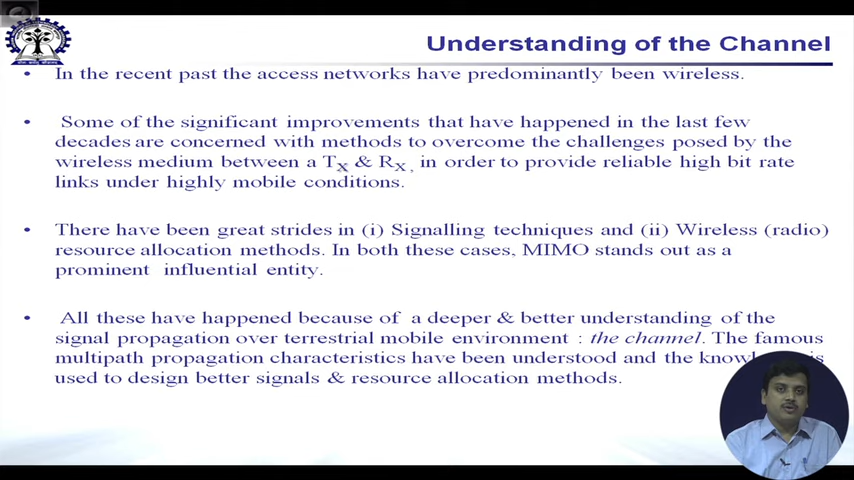 Understanding of the Channel
• In the recent past the access networks have predominantly been wireless.
• Some of the significant improvements that have happened in the last few
decades are concerned with methods to overcome the challenges posed by the
wireless medium between a Tx & Rx, in order to provide reliable high bit rate
links under highly mobile conditions.
• There have been great strides in (i) Signalling techniques and (ii) Wireless (radio)
resource allocation methods. In both these cases, MIMO stands out as a
prominent influential entity.
• All these have happened because of a deeper & better understanding of the
signal propagation over terrestrial mobile environment : the channel. The famous
multipath propagation characteristics have been understood and the is
used to design better signals & resource allocation methods.